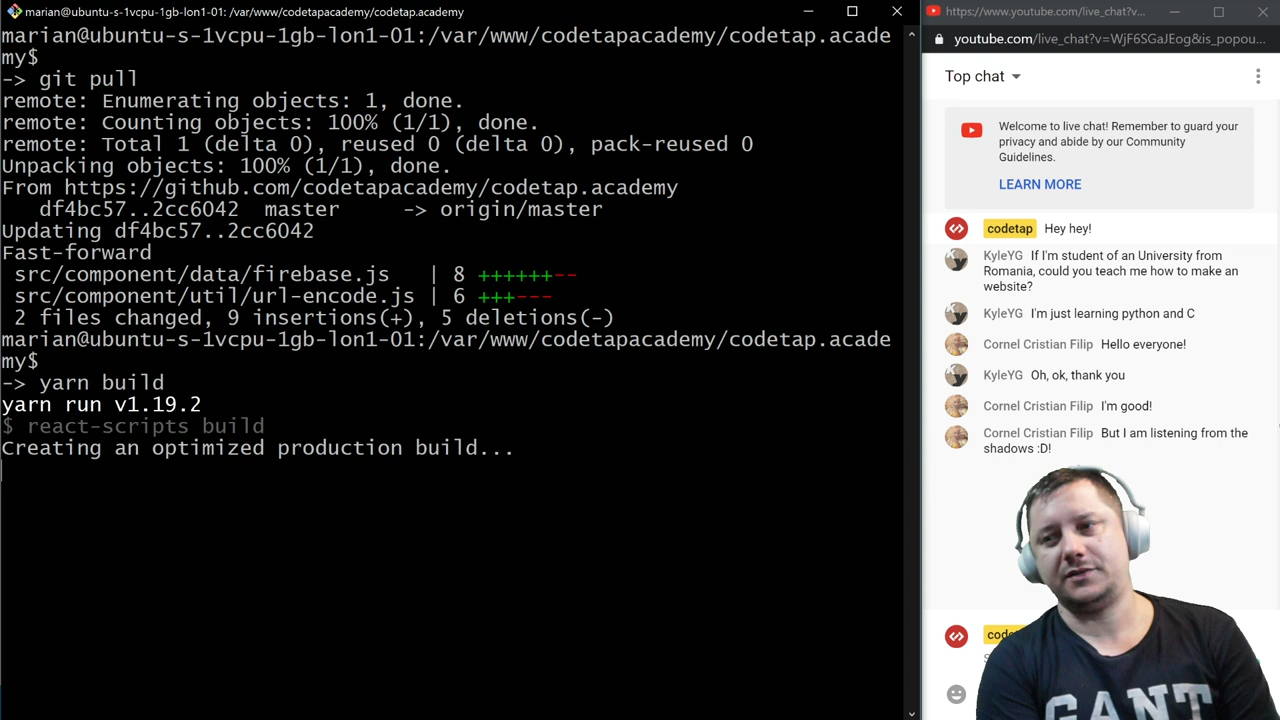 marian@ubuntu-s-1vcpu-1gb-lon1-01: /var/www/codetapacademy/codetap.academy
marian@ubuntu-s-1vcpu-1gb-lon1-01:/var/www/codetapacademy/codetap.acade
my$
-> git pull
remote: Enumerating objects: 1, done.
remote: Counting objects: 100% (1/1), done.
remote: Total 1 (delta 0), reused 0 (delta 0), pack-reused 0
Unpacking objects: 100% (1/1), done.
From https://github.com/codetapacademy/codetap.academy
df4bc57..2cc6042 master -> origin/master
Updating df4bc57..2cc6042
Fast-forward
src/component/data/firebase.js | 8 ++++++--
src/component/util/url-encode.js | 6 +++---
2 files changed, 9 insertions(+), 5 deletions(-)
marian@ubuntu-s-1vcpu-1gb-lon1-01:/var/www/codetapacademy/codetap.acade
my$
-> yarn build
yarn run v1.19.2
$ react-scripts build
Creating an optimized production build...
https://www.youtube.com/live_chat?v...
youtube.com/live_chat?v=WjF6SGaJEog&is_popou...
Top chat
Welcome to live chat! Remember to guard your
privacy and abide by our Community
Guidelines.
LEARN MORE
codetap Hey hey!
KyleYG If I'm student of an University from
Romania, could you teach me how to make an
website?
KyleYG I'm just learning python and C
Cornel Cristian Filip Hello everyone!
KyleYG Oh, ok, thank you
Cornel Cristian Filip I'm good!
Cornel Cristian Filip But I am listening from the
shadows :D!
GANT